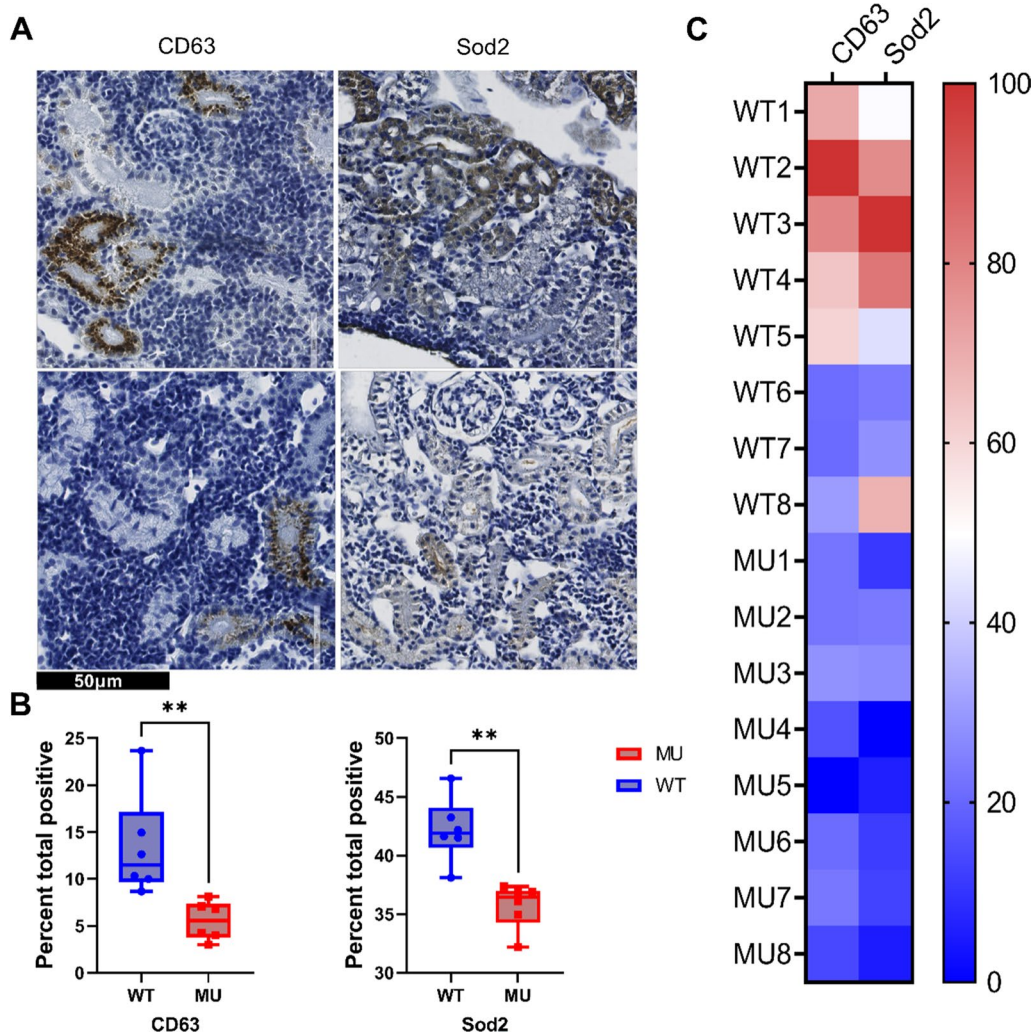 A
CD63
Sod2
50µm
B
**
Percent total positive
25
20
15
10
5
0
WT
MU
CD63
**
Percent total positive
50
45
40
35
30
WT
MU
Sod2
MU
WT
C
CD63
Sod2
WT1
WT2
WT3
WT4
WT5
WT6
WT7
WT8
MU1
MU2
MU3
MU4
MU5
MU6
MU7
MU8
100
80
60
40
20
0